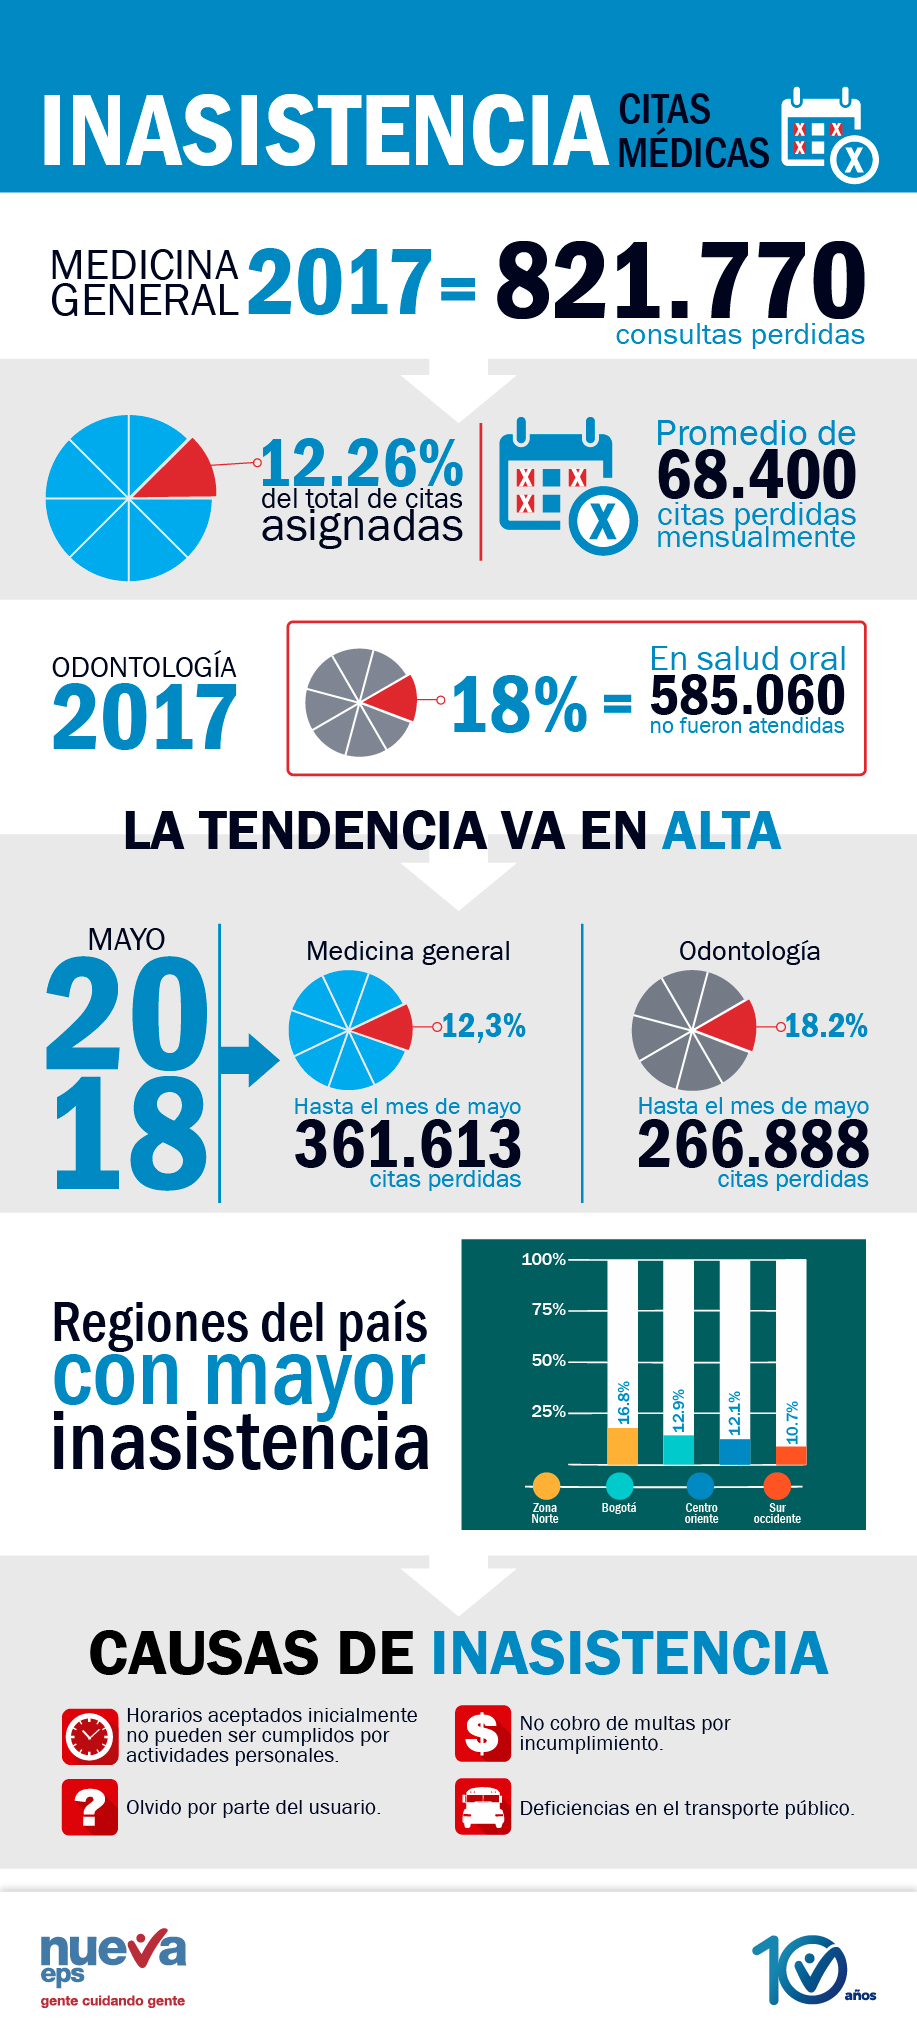 INASISTENCIA CITAS
MÉDICAS
MEDICINA
GENERAL 2017 = 821.770
consultas perdidas
12.26%
del total de citas
asignadas
Promedio de
68.400
citas perdidas
mensualmente
ODONTOLOGÍA
2017
18% =
En salud oral
585.060
no fueron atendidas
LA TENDENCIA VA EN ALTA
MAYO
20
18
Medicina general
12,3%
Hasta el mes de mayo
361.613
citas perdidas
Odontología
18.2%
Hasta el mes de mayo
266.888
citas perdidas
Regiones del país
con mayor
inasistencia
100%
75%
50%
25%
16.8%
12.9%
12.1%
10.7%
Zona
Norte
Bogotá
Centro
oriente
Sur
occidente
CAUSAS DE INASISTENCIA
Horarios aceptados inicialmente
no pueden ser cumplidos por
actividades personales.
No cobro de multas por
incumplimiento.
Olvido por parte del usuario.
Deficiencias en el transporte público.
nueva
eps
gente cuidando gente
10
años